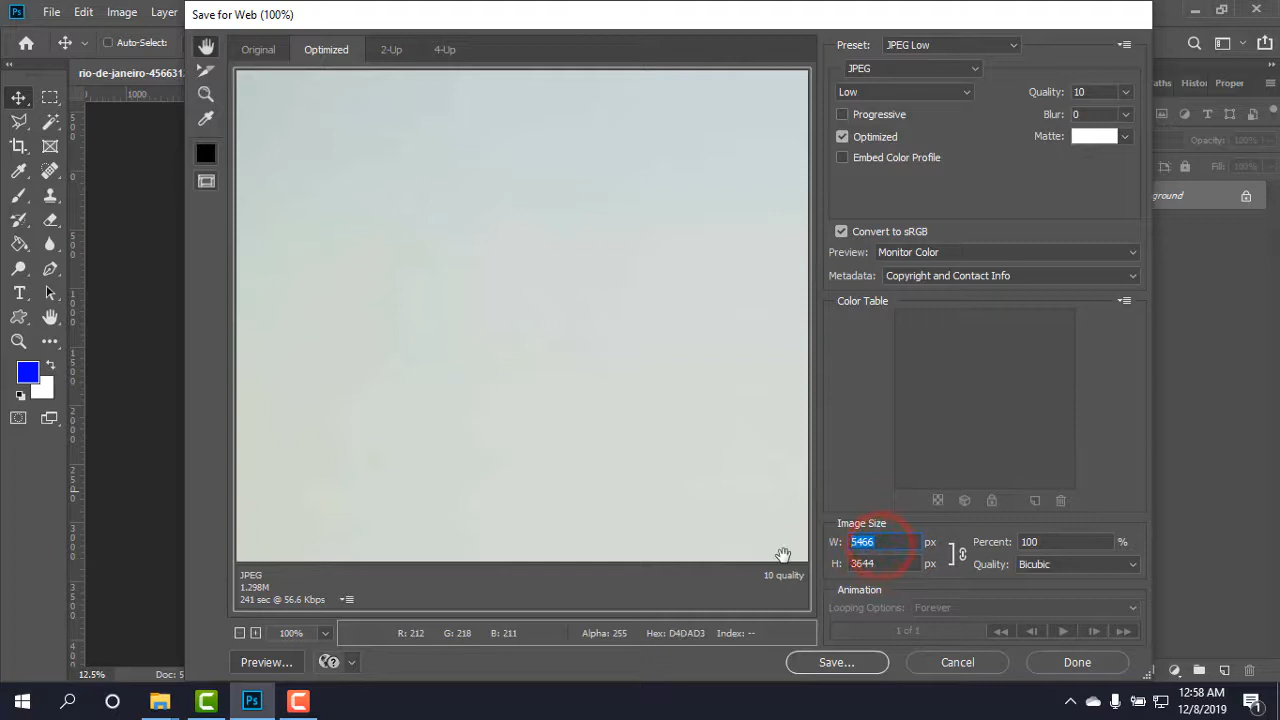 Save for Web (100%)
File Edit Image Layer
Auto-Select:
rio-de-janeiro-456631.
1000
Original Optimized 2-Up 4-Up
Preset: JPEG Low
JPEG
Low
Quality: 10
Progressive
Blur: 0
Optimized
Matte:
Embed Color Profile
Convert to sRGB
Preview: Monitor Color
Metadata: Copyright and Contact Info
Color Table
Image Size
W: 5466 px
Percent: 100 %
H: 3644 px
Quality: Bicubic
Animation
Looping Options: Forever
1 of 1
JPEG
1.298M
241 sec @ 56.6 Kbps
10 quality
100%
R: 212 G: 218 B: 211
Alpha: 255 Hex: D4DAD3 Index: --
Preview...
Save... Cancel Done
aths Histor Proper
Opacity: 100%
Fill: 100%
ground
12.5% Doc: 5
12:58 AM
12/8/2019
1